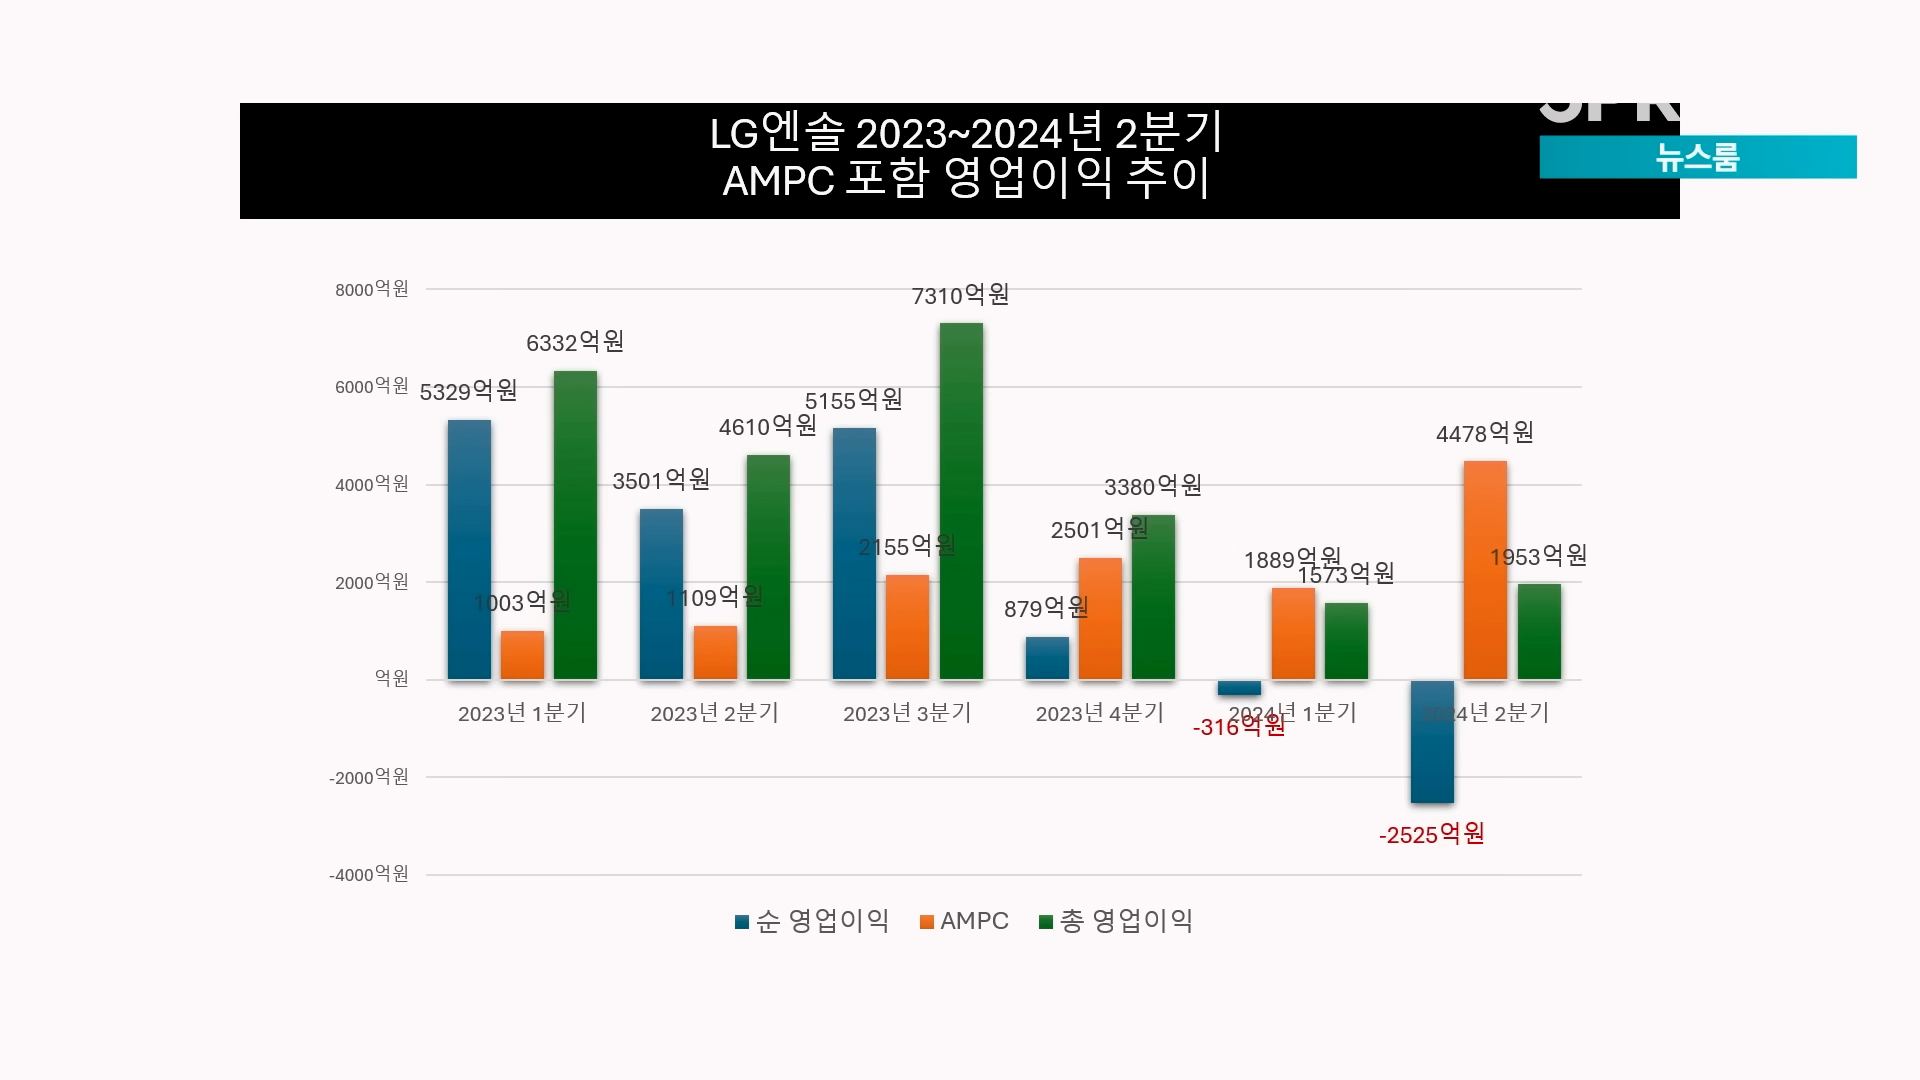 LG엔솔 2023~2024년 2분기
AMPC 포함 영업이익 추이
뉴스룸
8000억원
6000억원
4000억원
2000억원
억원
-2000억원
-4000억원
5329억원
1003억원
6332억원
3501억원
1109억원
4610억원
5155억원
2155억원
7310억원
879억원
2501억원
3380억원
-316억원
1889억원
1573억원
-2525억원
4478억원
1953억원
2023년 1분기
2023년 2분기
2023년 3분기
2023년 4분기
2024년 1분기
2024년 2분기
순 영업이익
AMPC
총 영업이익